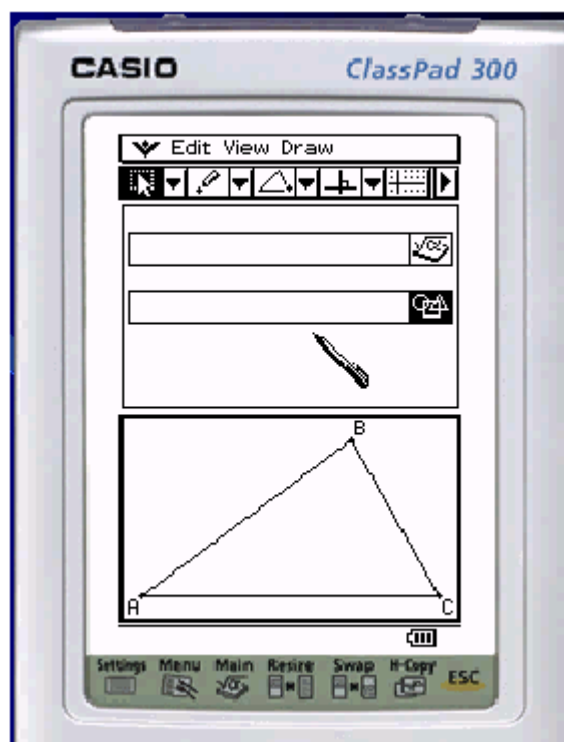 CASIO ClassPad 300
Edit View Draw
B
A C
Settings Menu Main Resize Swap H-Copy ESC